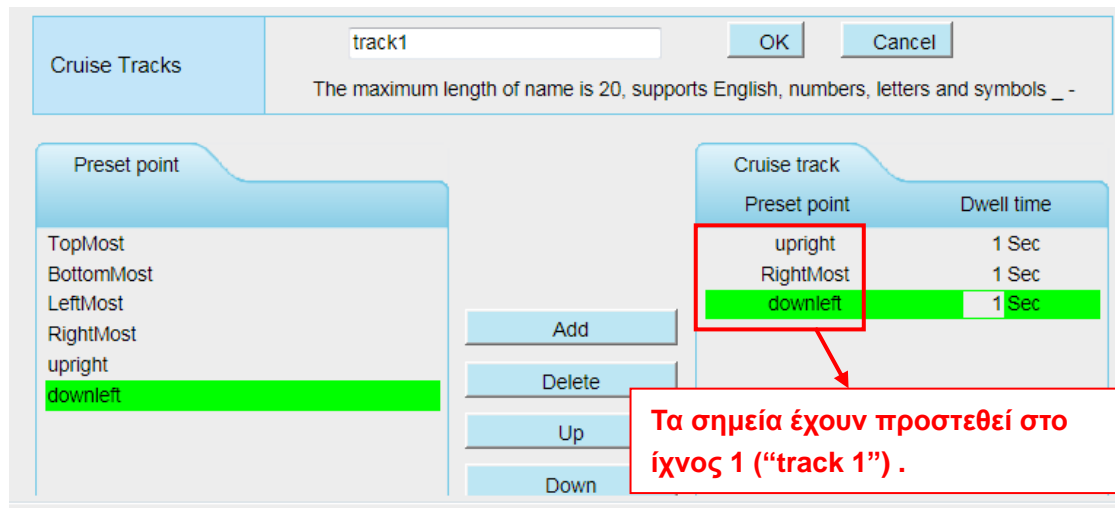 Cruise Tracks
track1
OK
Cancel
The maximum length of name is 20, supports English, numbers, letters and symbols _ -
Preset point
TopMost
BottomMost
LeftMost
RightMost
upright
downleft
Add
Delete
Up
Down
Cruise track
Preset point Dwell time
upright 1 Sec
RightMost 1 Sec
downleft 1 Sec
Τα σημεία έχουν προστεθεί στο
ίχνος 1 (“track 1”) .